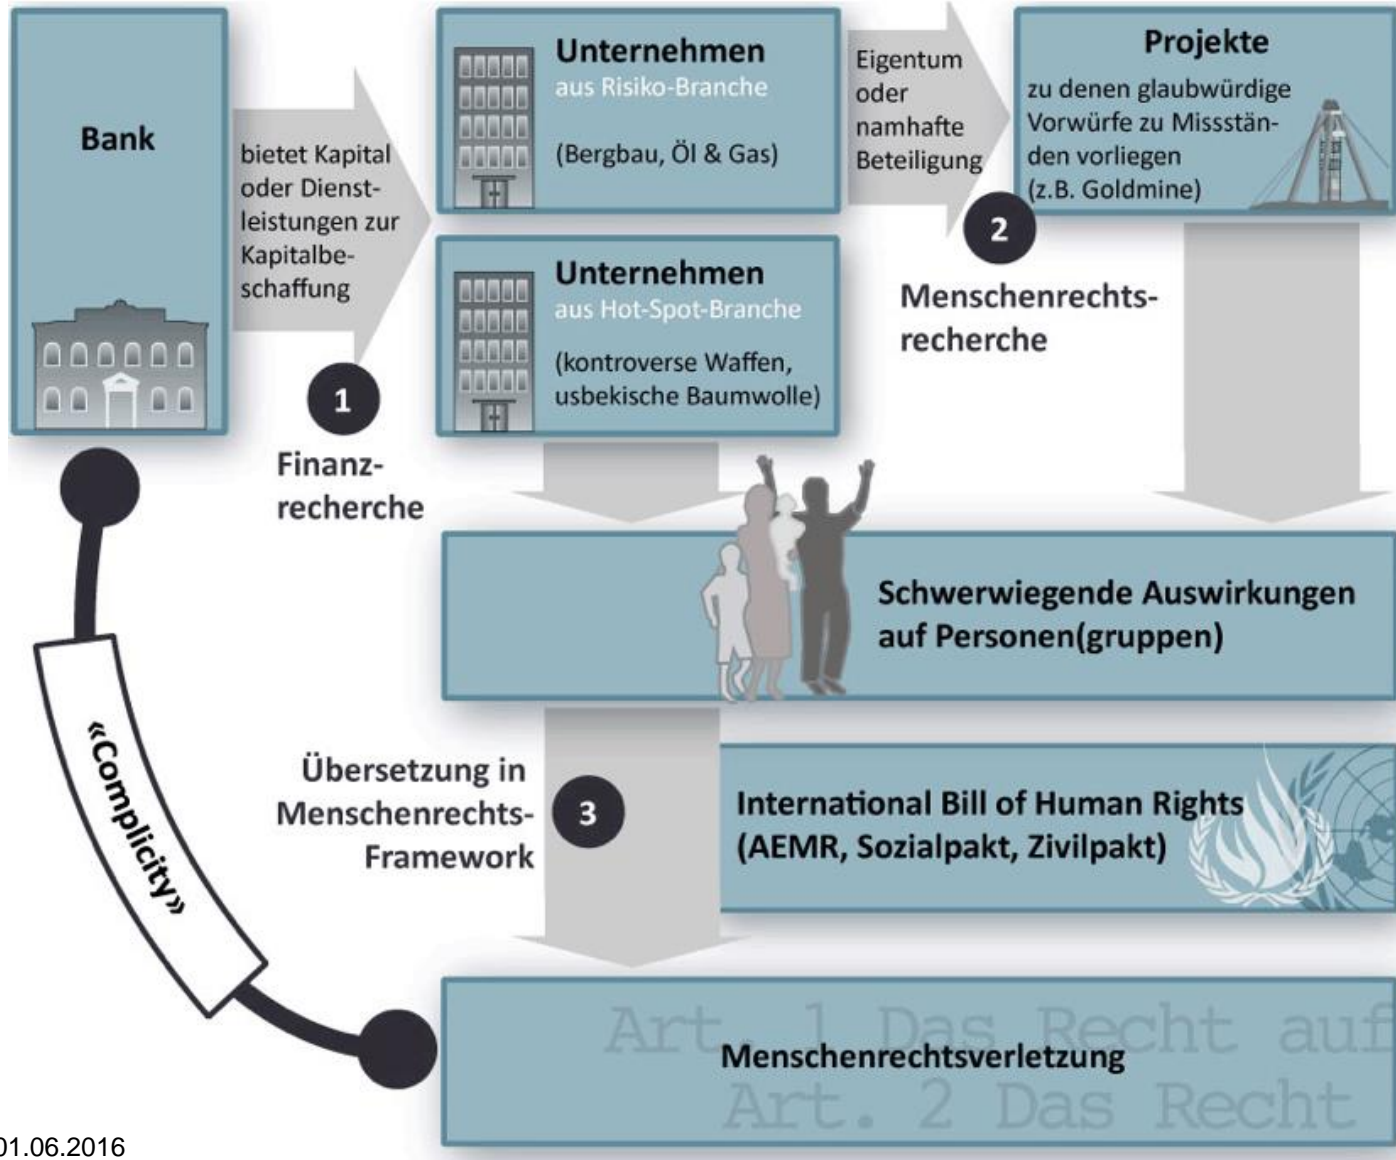 Bank
bietet Kapital
oder Dienst-
leistungen zur
Kapitalbe-
schaffung
1
Finanz-
recherche
Unternehmen
aus Risiko-Branche
(Bergbau, Öl & Gas)
Unternehmen
aus Hot-Spot-Branche
(kontroverse Waffen,
usbekische Baumwolle)
Eigentum
oder
namhafte
Beteiligung
2
Menschenrechts-
recherche
Projekte
zu denen glaubwürdige
Vorwürfe zu Missstän-
den vorliegen
(z.B. Goldmine)
Schwerwiegende Auswirkungen
auf Personen(gruppen)
Übersetzung in
Menschenrechts-
Framework
3
International Bill of Human Rights
(AEMR, Sozialpakt, Zivilpakt)
«Complicity»
Art. 1 Das Recht auf
Menschenrechtsverletzung
Art. 2 Das Recht
01.06.2016